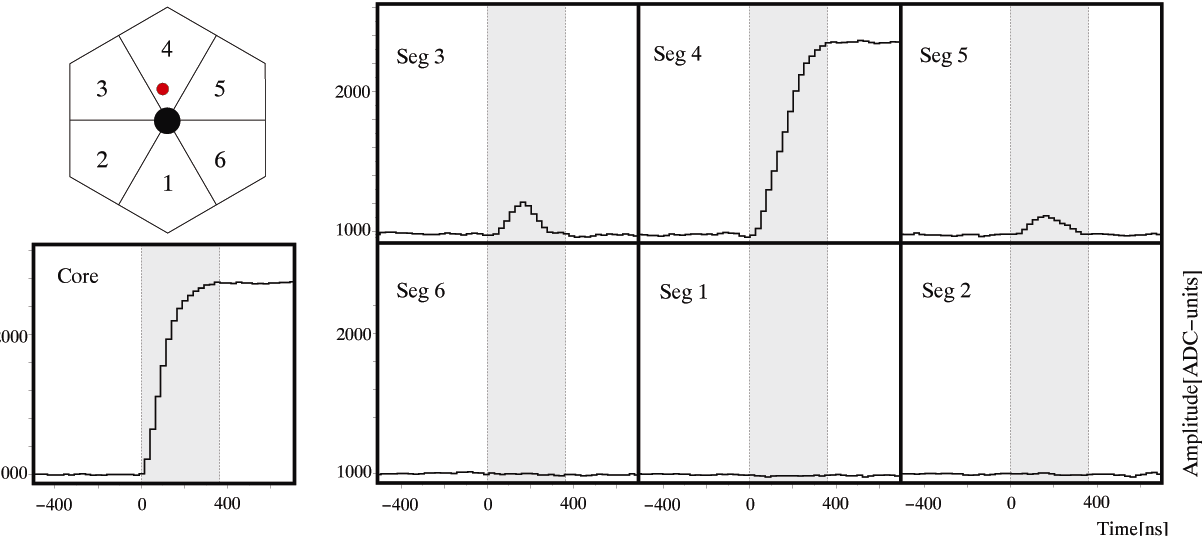 4
3
5
2
6
1
Seg 3
Seg 4
Seg 5
2000
1000
Core
Seg 6
Seg 1
Seg 2
000
2000
000
1000
−400 0 400
−400 0 400
−400 0 400
−400 0 400
Time[ns]
Amplitude[ADC−units]